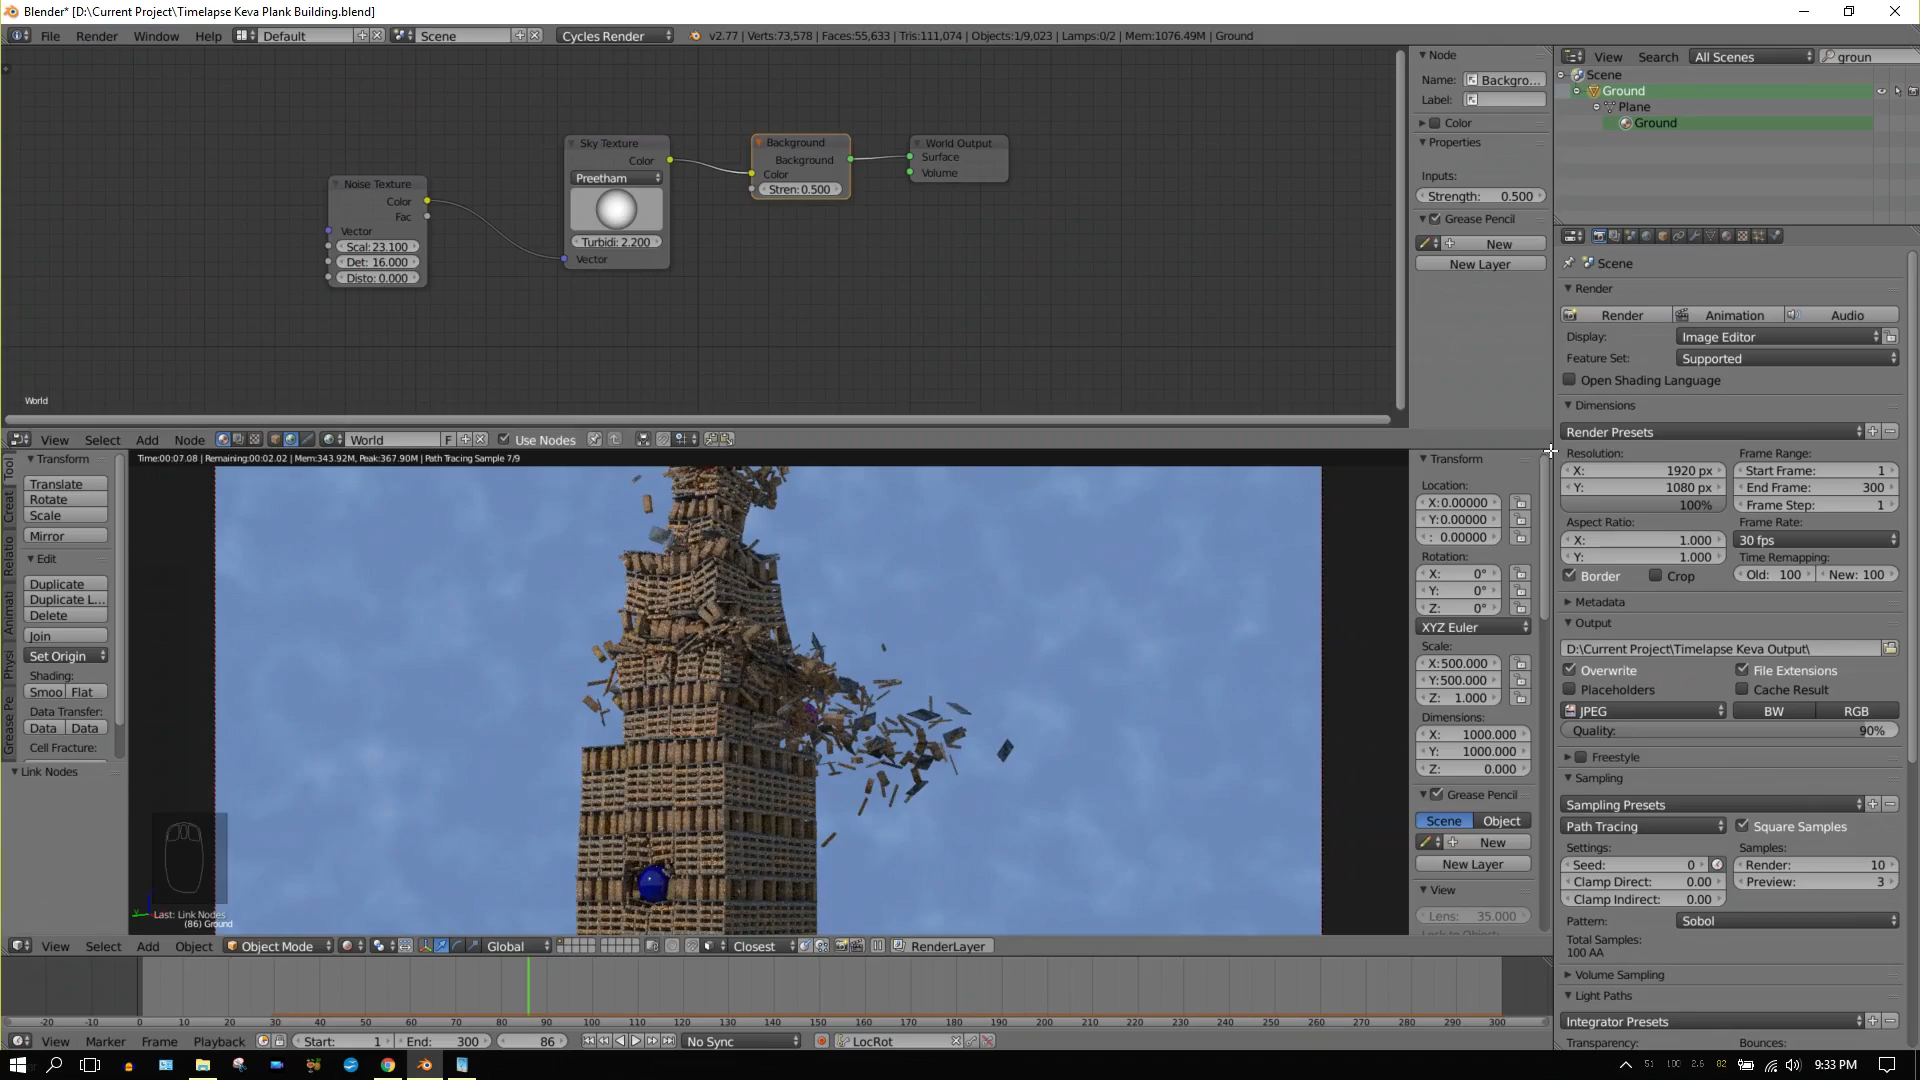 Blender* [D:\Current Project\Timelapse Keva Plank Building.blend]
File Render Window Help Default Scene Cycles Render v2.77 | Verts:73,578 | Faces:55,633 | Tris:111,074 | Objects:1/9,023 | Lamps:0/2 | Mem:1076.49M | Ground
Noise Texture
Color
Fac
Vector
Scal:23.100
Det: 16.000
Disto: 0.000
Sky Texture
Color
Preetham
Turbidi: 2.200
Vector
Background
Background
Color
Stren:0.500
World Output
Surface
Volume
World
Node
Name: Backgro...
Label:
Color
Properties
Inputs:
Strength: 0.500
Grease Pencil
New
New Layer
View Search All Scenes groun
Scene
Ground
Plane
Ground
View Select Add Node World F Use Nodes
Time:00:07.08 | Remaining:00:02.02 | Mem:343.92M, Peak:367.90M | Path Tracing Sample 7/9
Tool
Creat
Relatio
Animati
Physi
Grease Pe
Transform
Translate
Rotate
Scale
Mirror
Edit
Duplicate
Duplicate L...
Delete
Join
Set Origin
Shading:
Smoo Flat
Data Transfer:
Data Data
Cell Fracture:
Link Nodes
Last: Link Nodes
(86) Ground
Transform
Location:
X:0.00000
Y:0.00000
: 0.00000
Rotation:
X: 0°
Y: 0°
Z: 0°
XYZ Euler
Scale:
X:500.000
Y:500.000
Z: 1.000
Dimensions:
X: 1000.000
Y: 1000.000
Z: 0.000
Grease Pencil
Scene Object
New
New Layer
View
Lens: 35.000
Scene
Render
Render Animation Audio
Display: Image Editor
Feature Set: Supported
Open Shading Language
Dimensions
Render Presets
Resolution: Frame Range:
X: 1920 px Start Frame: 1
Y: 1080 px End Frame: 300
100% Frame Step: 1
Aspect Ratio: Frame Rate:
X: 1.000 30 fps
Y: 1.000 Time Remapping:
Border Crop Old: 100 New: 100
Metadata
Output
D:\Current Project\Timelapse Keva Output\
Overwrite File Extensions
Placeholders Cache Result
JPEG BW RGB
Quality: 90%
Freestyle
Sampling
Sampling Presets
Path Tracing Square Samples
Settings: Samples:
Seed: 0 Render: 10
Clamp Direct: 0.00 Preview: 3
Clamp Indirect: 0.00
Pattern: Sobol
Total Samples:
100 AA
Volume Sampling
Light Paths
Integrator Presets
Transparency: Bounces:
View Select Add Object Object Mode Global Closest RenderLayer
-20 -10 0 10 20 30 40 50 60 70 80 90 100 110 120 130 140 150 160 170 180 190 200 210 220 230 240 250 260 270 280 290 300
View Marker Frame Playback Start: 1 End: 300 86 No Sync LocRot
51 100 2.6 82 9:33 PM